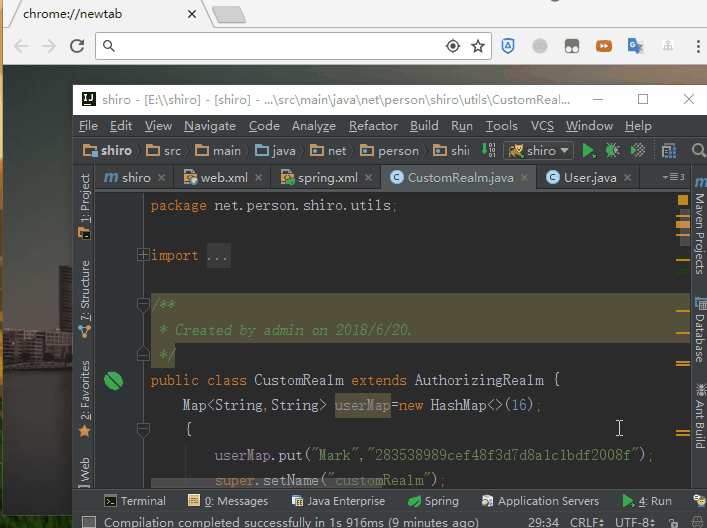 chrome://newtab
shiro - [E:\\shiro] - [shiro] - ...\src\main\java\net\person\shiro\utils\CustomReal...
File Edit View Navigate Code Analyze Refactor Build Run Tools VCS Window Help
shiro src main java net person shi shiro
shiro web.xml spring.xml CustomRealm.java User.java 3
1: Project
7: Structure
2: Favorites
Web
package net.person.shiro.utils;
import ...
/**
* Created by admin on 2018/6/20.
*/
public class CustomRealm extends AuthorizingRealm {
Map<String,String> userMap=new HashMap<>(16);
{
userMap.put("Mark","283538989cef48f3d7d8a1c1bdf2008f");
super.setName("customRealm");
Maven Projects
Database
Ant Build
Terminal 0: Messages Java Enterprise Spring Application Servers 4: Run
Compilation completed successfully in 1s 916ms (9 minutes ago) 29:34 CRLF÷ UTF-8÷